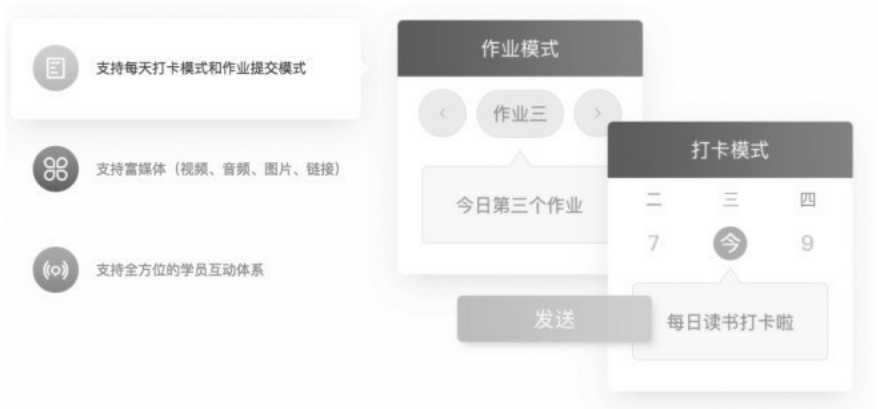 支持每天打卡模式和作业提交模式
支持富媒体（视频、音频、图片、链接）
支持全方位的学员互动体系
作业模式
< 作业三 >
今日第三个作业
发送
打卡模式
二 三 四
7 今 9
每日读书打卡啦